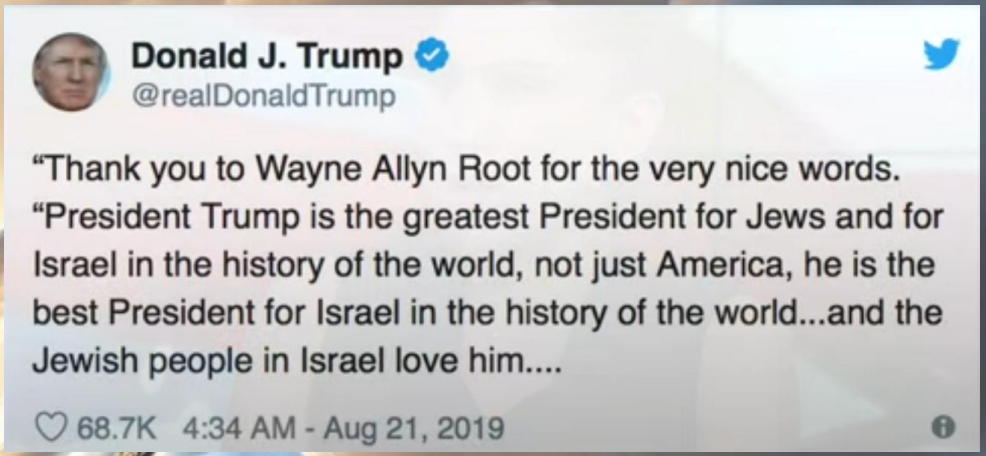 Donald J. Trump
@realDonaldTrump
“Thank you to Wayne Allyn Root for the very nice words.
“President Trump is the greatest President for Jews and for
Israel in the history of the world, not just America, he is the
best President for Israel in the history of the world...and the
Jewish people in Israel love him....
68.7K 4:34 AM - Aug 21, 2019